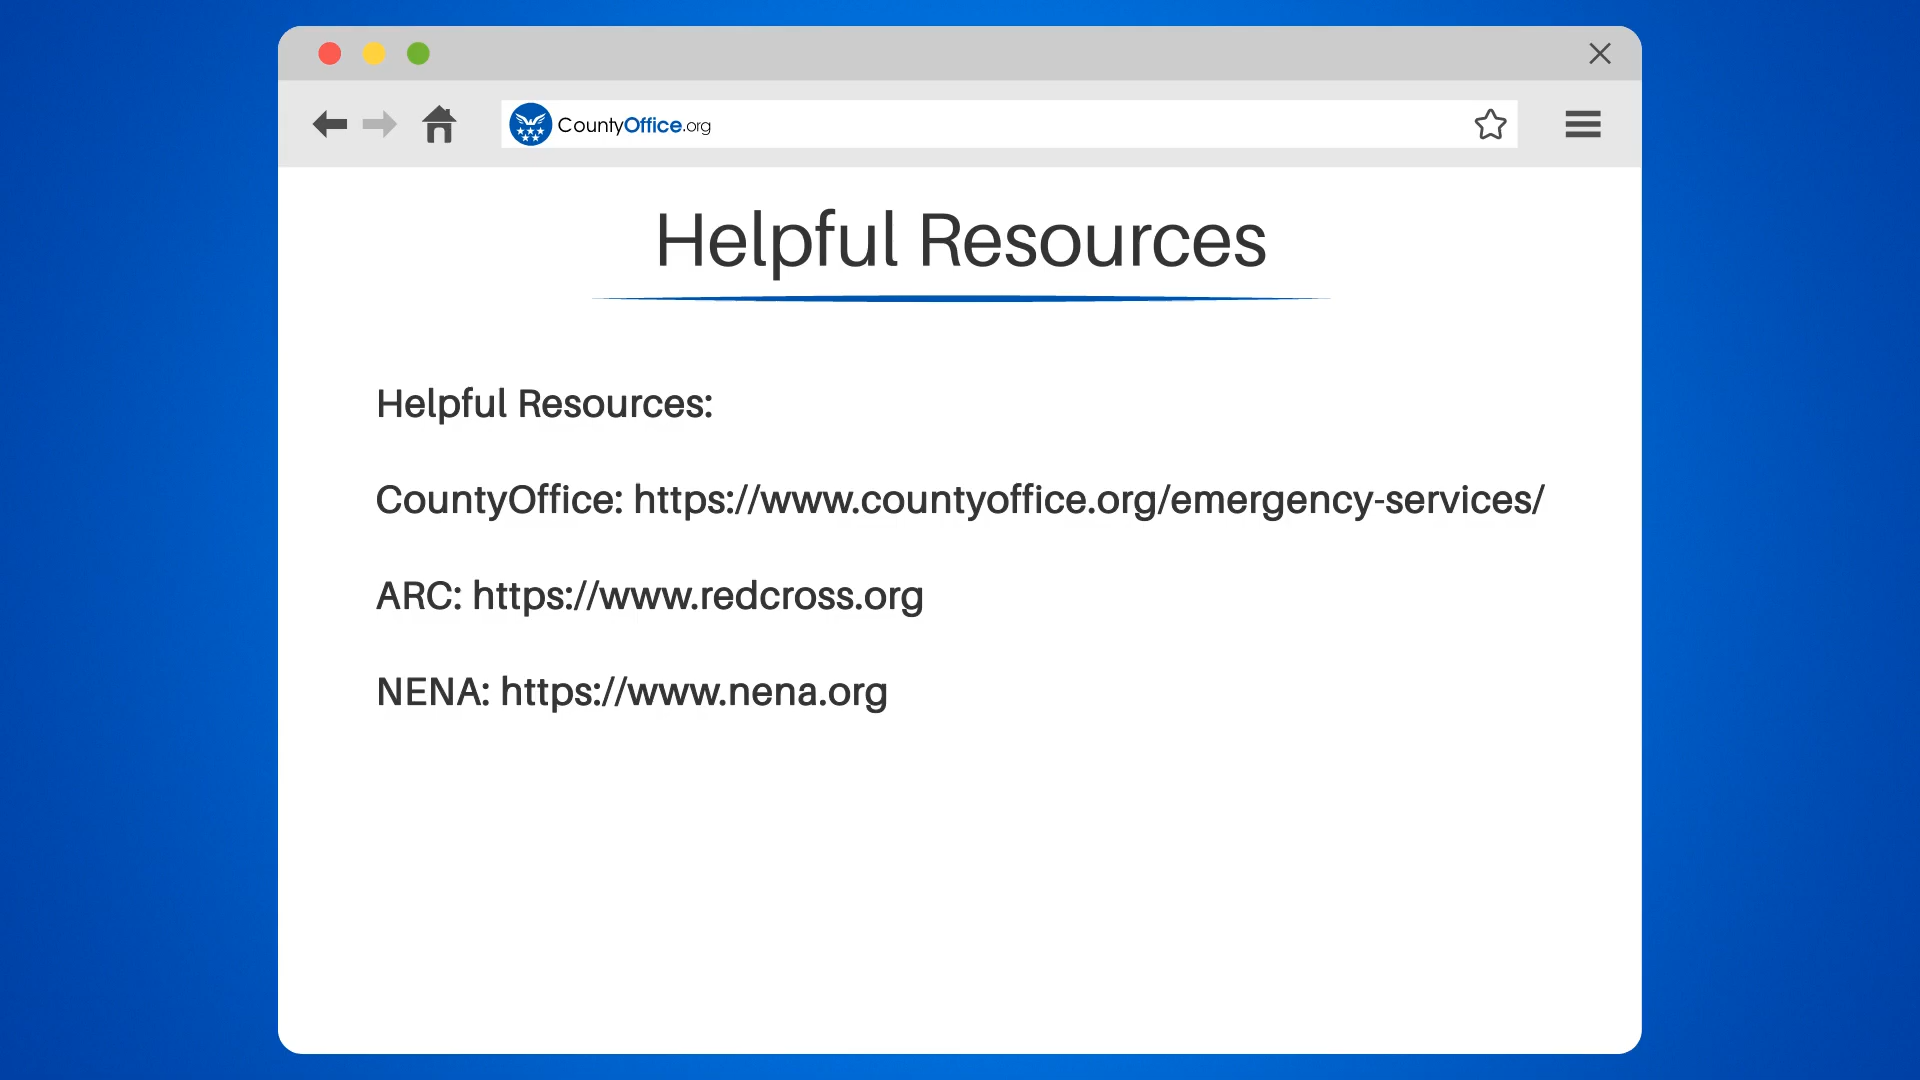 CountyOffice.org
Helpful Resources
Helpful Resources:
CountyOffice: https://www.countyoffice.org/emergency-services/
ARC: https://www.redcross.org
NENA: https://www.nena.org